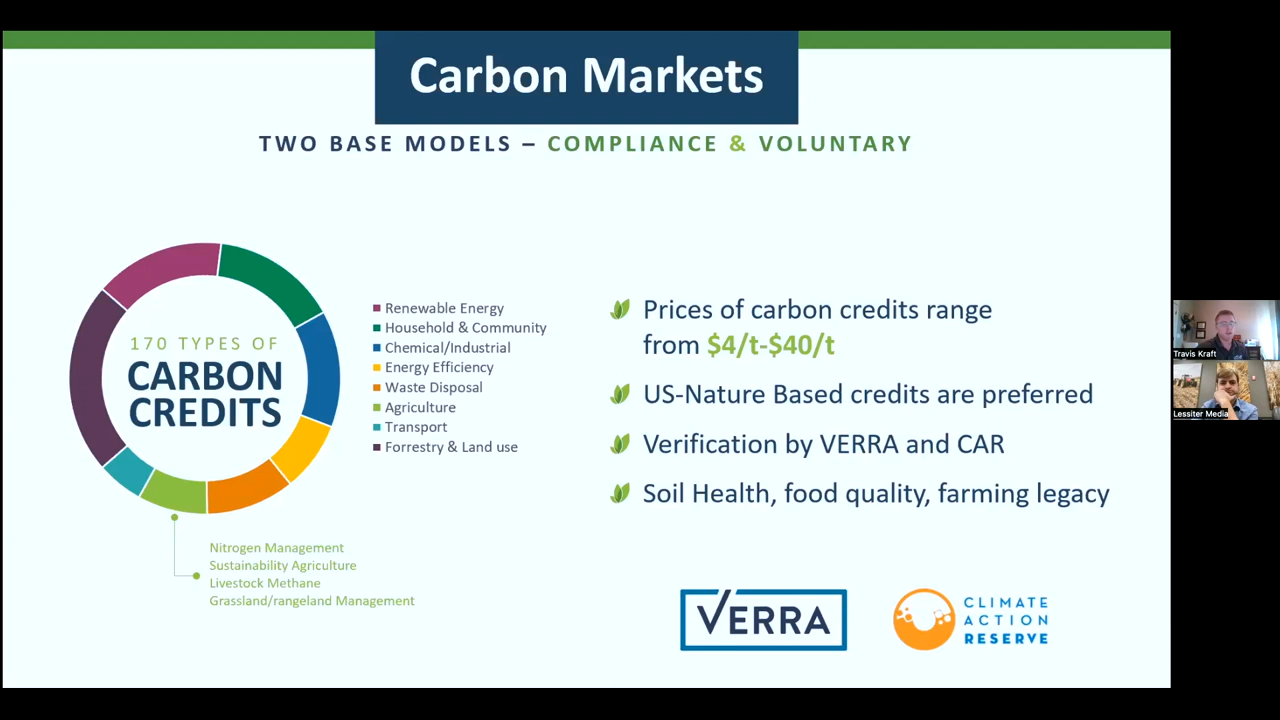 Carbon Markets
TWO BASE MODELS – COMPLIANCE & VOLUNTARY
170 TYPES OF
CARBON
CREDITS
Renewable Energy
Household & Community
Chemical/Industrial
Energy Efficiency
Waste Disposal
Agriculture
Transport
Forrestry & Land use
Nitrogen Management
Sustainability Agriculture
Livestock Methane
Grassland/rangeland Management
Prices of carbon credits range
from $4/t-$40/t
US-Nature Based credits are preferred
Verification by VERRA and CAR
Soil Health, food quality, farming legacy
VERRA
CLIMATE
ACTION
RESERVE
Travis Kraft
Lessiter Media